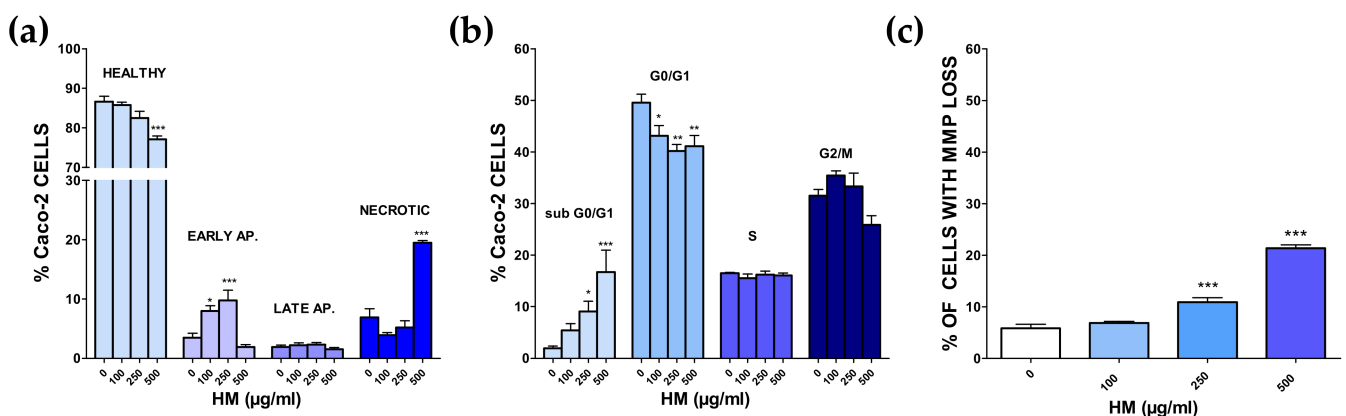 (a)
% Caco-2 CELLS
100
90
80
70
30
20
10
0
HEALTHY
***
EARLY AP.
*
***
LATE AP.
NECROTIC
***
0 100 250 500 0 100 250 500 0 100 250 500 0 100 250 500
HM (µg/ml)
(b)
% Caco-2 CELLS
60
50
40
30
20
10
0
sub G0/G1
*
***
G0/G1
*
**
**
S
G2/M
0 100 250 500 0 100 250 500 0 100 250 500 0 100 250 500
HM (µg/ml)
(c)
% OF CELLS WITH MMP LOSS
60
50
40
30
20
10
0
***
***
0 100 250 500
HM (µg/ml)